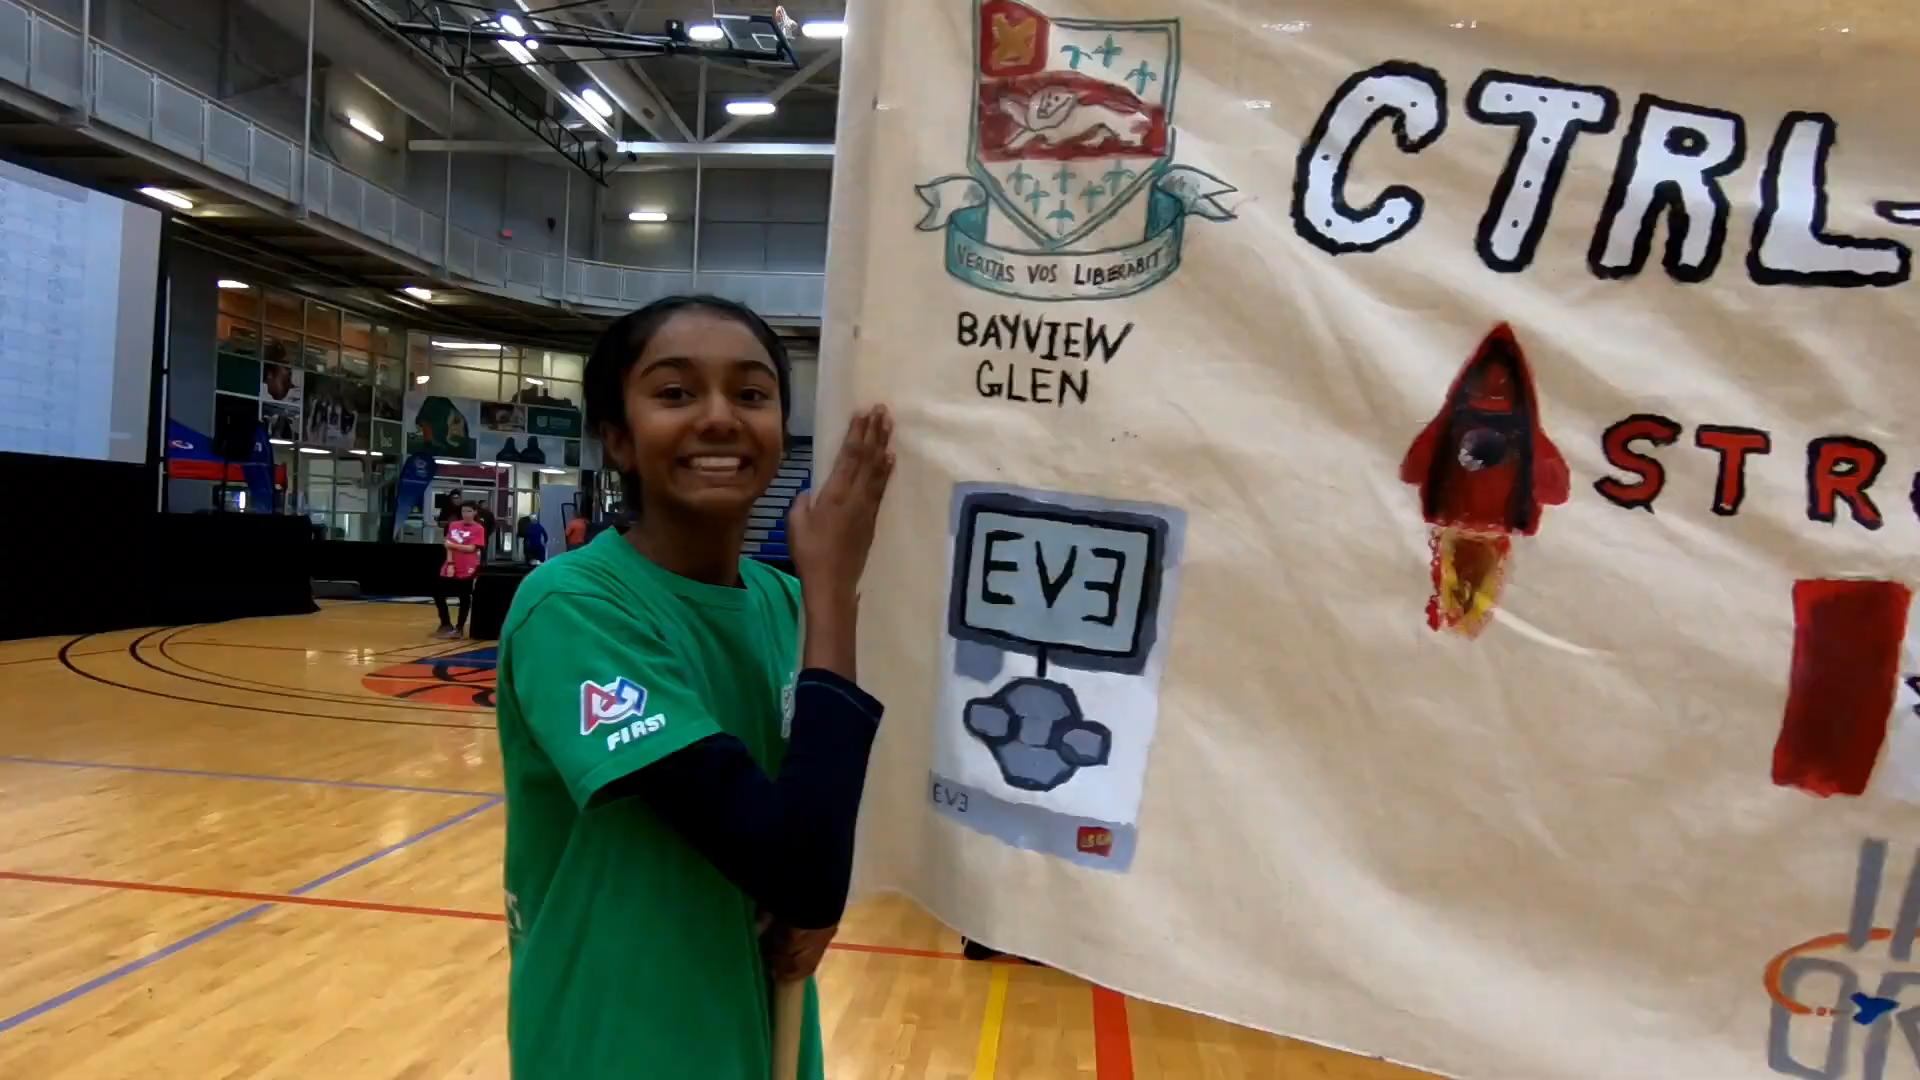 CTRL-
VERITAS VOS LIBERABIT
BAYVIEW
GLEN
STR
EV3
EV3
FIRST